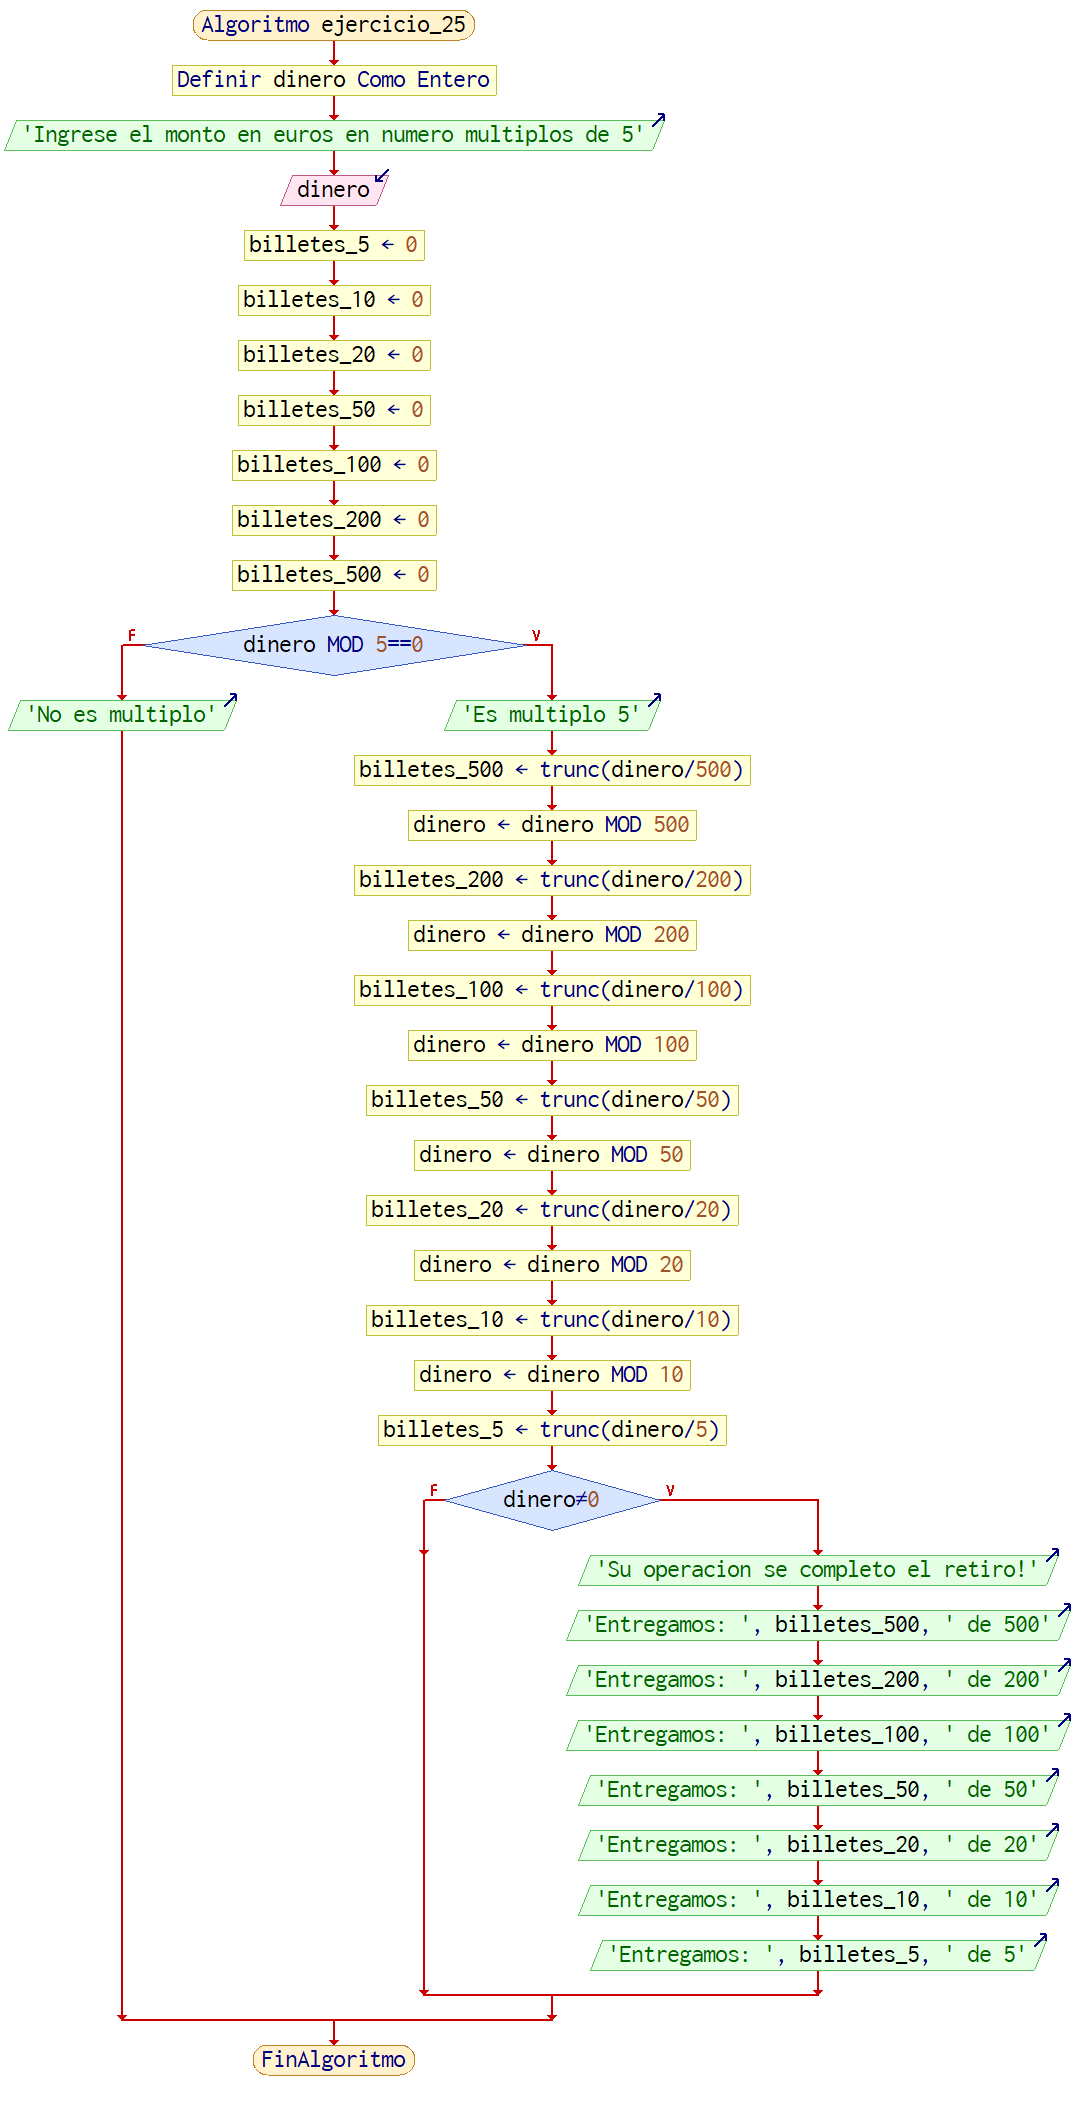 Algoritmo ejercicio_25
Definir dinero Como Entero
'Ingrese el monto en euros en numero multiplos de 5'
dinero
billetes_5 ← 0
billetes_10 ← 0
billetes_20 ← 0
billetes_50 ← 0
billetes_100 ← 0
billetes_200 ← 0
billetes_500 ← 0
F
V
dinero MOD 5==0
'No es multiplo'
'Es multiplo 5'
billetes_500 ← trunc(dinero/500)
dinero ← dinero MOD 500
billetes_200 ← trunc(dinero/200)
dinero ← dinero MOD 200
billetes_100 ← trunc(dinero/100)
dinero ← dinero MOD 100
billetes_50 ← trunc(dinero/50)
dinero ← dinero MOD 50
billetes_20 ← trunc(dinero/20)
dinero ← dinero MOD 20
billetes_10 ← trunc(dinero/10)
dinero ← dinero MOD 10
billetes_5 ← trunc(dinero/5)
F
V
dinero≠0
'Su operacion se completo el retiro!'
'Entregamos: ', billetes_500, ' de 500'
'Entregamos: ', billetes_200, ' de 200'
'Entregamos: ', billetes_100, ' de 100'
'Entregamos: ', billetes_50, ' de 50'
'Entregamos: ', billetes_20, ' de 20'
'Entregamos: ', billetes_10, ' de 10'
'Entregamos: ', billetes_5, ' de 5'
FinAlgoritmo